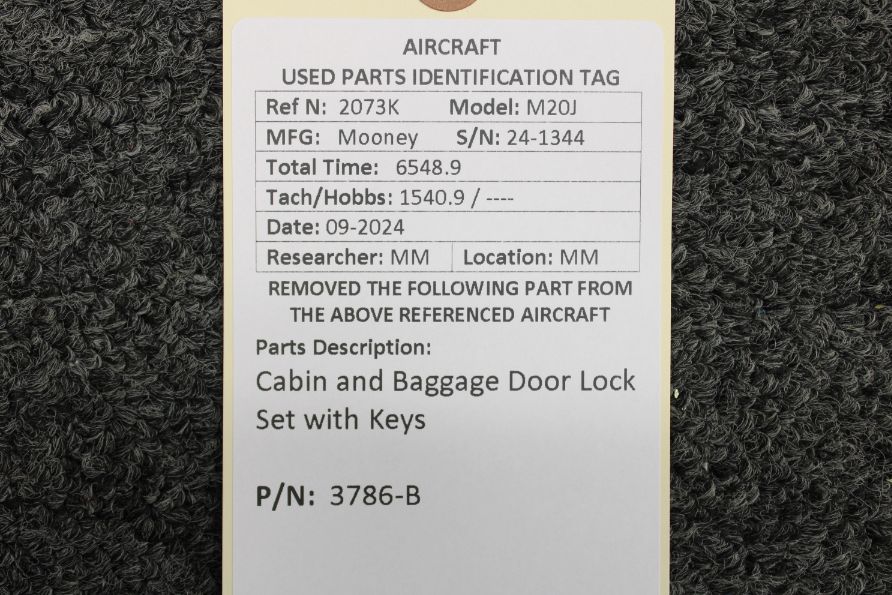 AIRCRAFT
USED PARTS IDENTIFICATION TAG
Ref N: 2073K Model: M20J
MFG: Mooney S/N: 24-1344
Total Time: 6548.9
Tach/Hobbs: 1540.9 / ----
Date: 09-2024
Researcher: MM Location: MM
REMOVED THE FOLLOWING PART FROM
THE ABOVE REFERENCED AIRCRAFT
Parts Description:
Cabin and Baggage Door Lock
Set with Keys
P/N: 3786-B